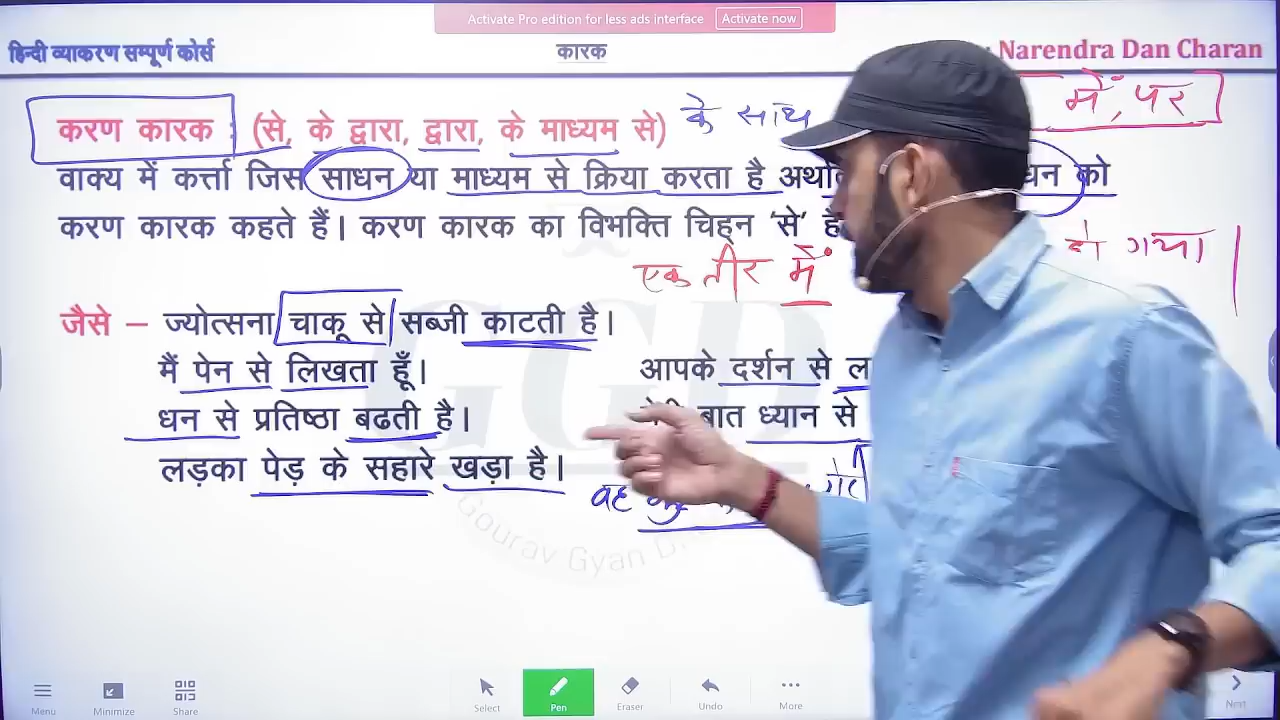 Activate Pro edition for less ads interface Activate now
हिन्दी व्याकरण सम्पूर्ण कोर्स कारक Narendra Dan Charan
में, पर
करण कारक : (से, के द्वारा, द्वारा, के माध्यम से) के साथ
वाक्य में कर्त्ता जिस साधन या माध्यम से क्रिया करता है को
करण कारक कहते हैं। करण कारक का विभक्ति चिह्न 'से'
एक तीर में गया
जैसे – ज्योत्सना चाकू से सब्जी काटती है।
मैं पेन से लिखता हूँ। आपके दर्शन से
धन से प्रतिष्ठा बढती है। बात ध्यान से
लड़का पेड़ के सहारे खड़ा है।
वह
GGD
Gourav Gyan
Menu Minimize Share Select Pen Eraser Undo More Next